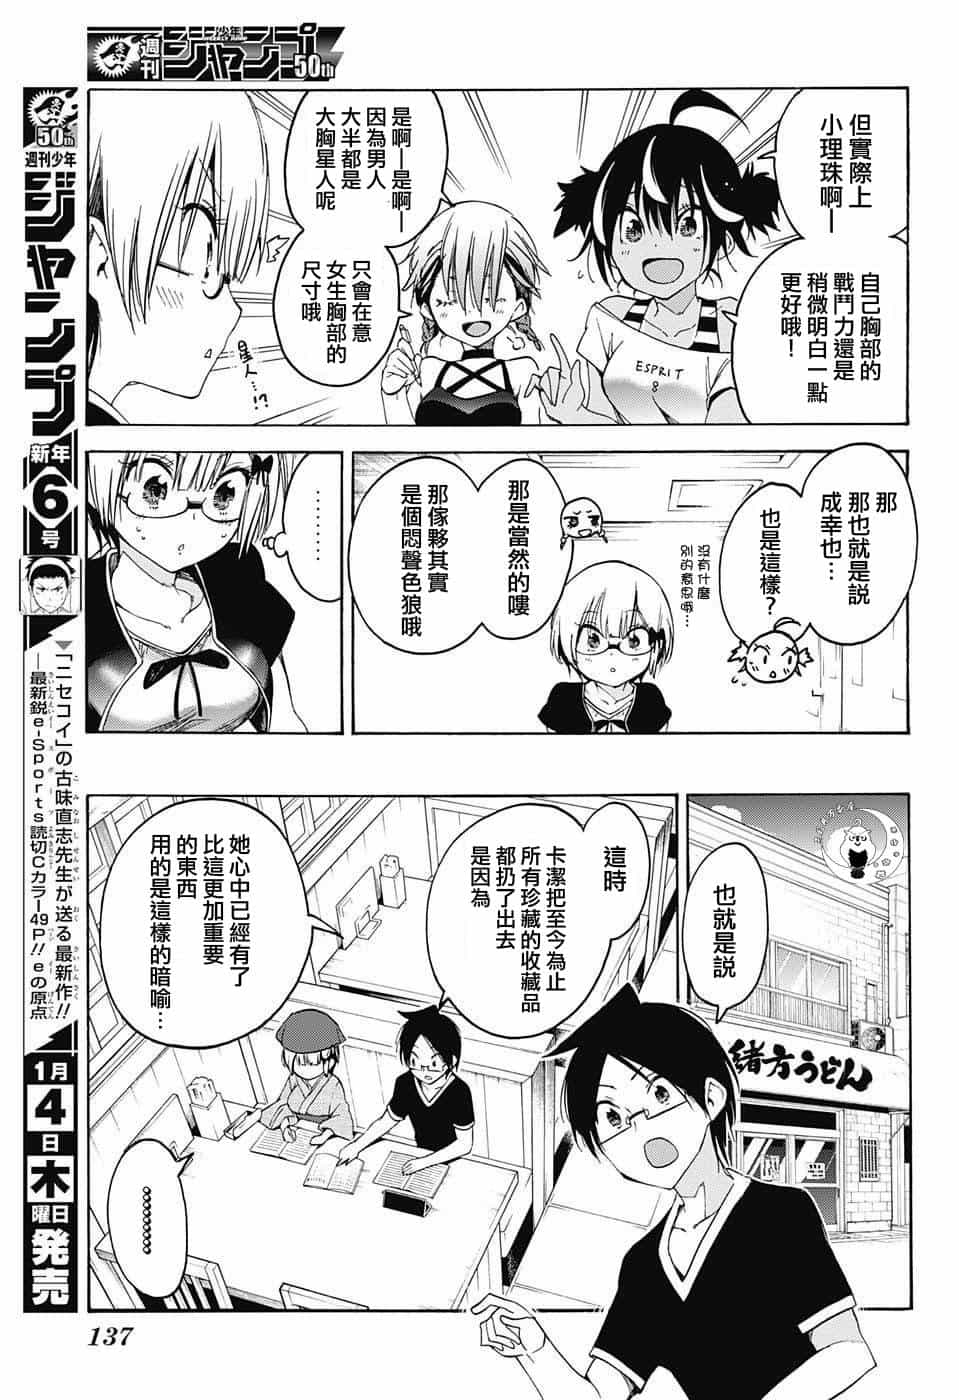 週刊
少年
ジャンプ
50th
50th
週刊少年
ジャンプ
新年
6
号
「ニセコイ」の古味直志先生が送る最新作!!
―最新鋭e-Sports読切Cカラー49P!! eの原点
1月
4
日
木
曜日
発売
但實際上
小理珠啊ー
自己胸部的
戰鬥力還是
稍微明白一點
更好哦!
ESPRIT
8
是啊ー是啊ー
因為男人
大半都是
大胸星人呢
只會在意
女生胸部的
尺寸哦
星人…!?
那
那也就是說
成幸也…
也是這樣?
沒有什麼
別的意思哦…
那是當然的嘍
那傢夥其實
是個悶聲色狼哦
………
也就是說
緒方うどん
這時
卡潔把至今為止
所有珍藏的收藏品
都扔了出去
是因為
她心中已經有了
比這更加重要
的東西
用的是這樣的暗喻…
………
137